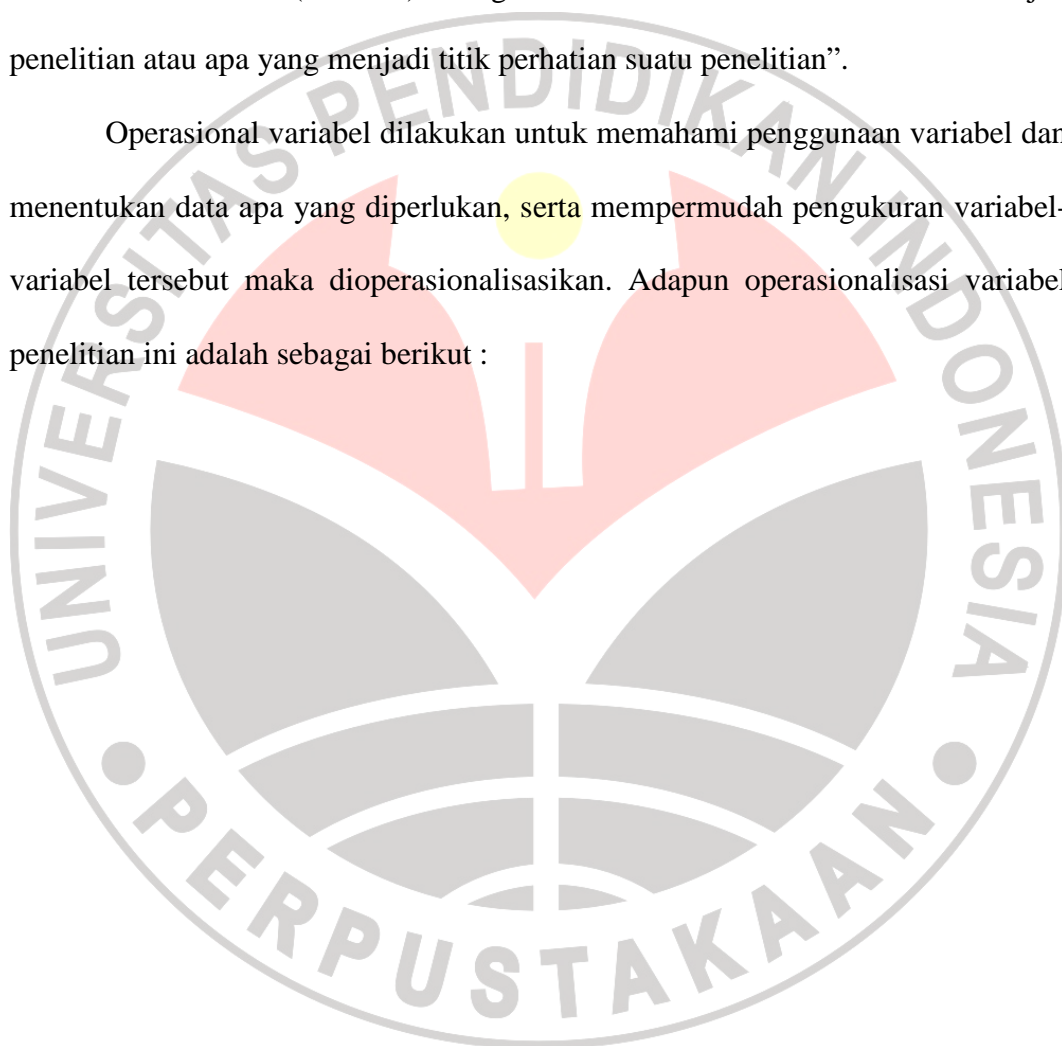 penelitian atau apa yang menjadi titik perhatian suatu penelitian”.
Operasional variabel dilakukan untuk memahami penggunaan variabel dan
menentukan data apa yang diperlukan, serta mempermudah pengukuran variabel-
variabel tersebut maka dioperasionalisasikan. Adapun operasionalisasi variabel
penelitian ini adalah sebagai berikut :
UNIVERSITAS PENDIDIKAN INDONESIA
PERPUSTAKAAN